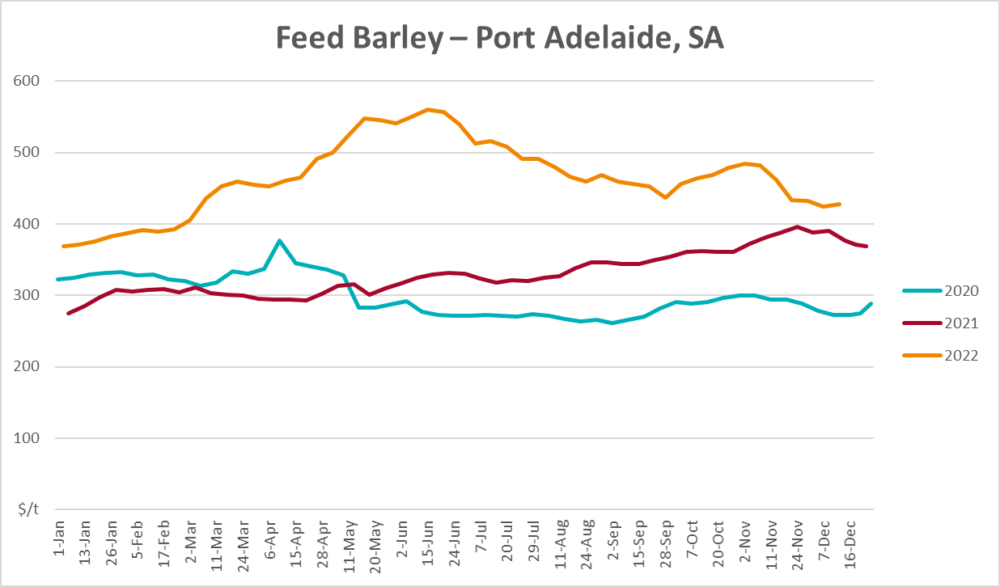 Feed Barley – Port Adelaide, SA
600
500
400
300
200
100
$/t
1-Jan
13-Jan
26-Jan
5-Feb
17-Feb
2-Mar
11-Mar
24-Mar
6-Apr
15-Apr
28-Apr
11-May
20-May
2-Jun
15-Jun
24-Jun
7-Jul
20-Jul
29-Jul
11-Aug
24-Aug
2-Sep
15-Sep
28-Sep
7-Oct
20-Oct
2-Nov
11-Nov
24-Nov
7-Dec
16-Dec
2020
2021
2022